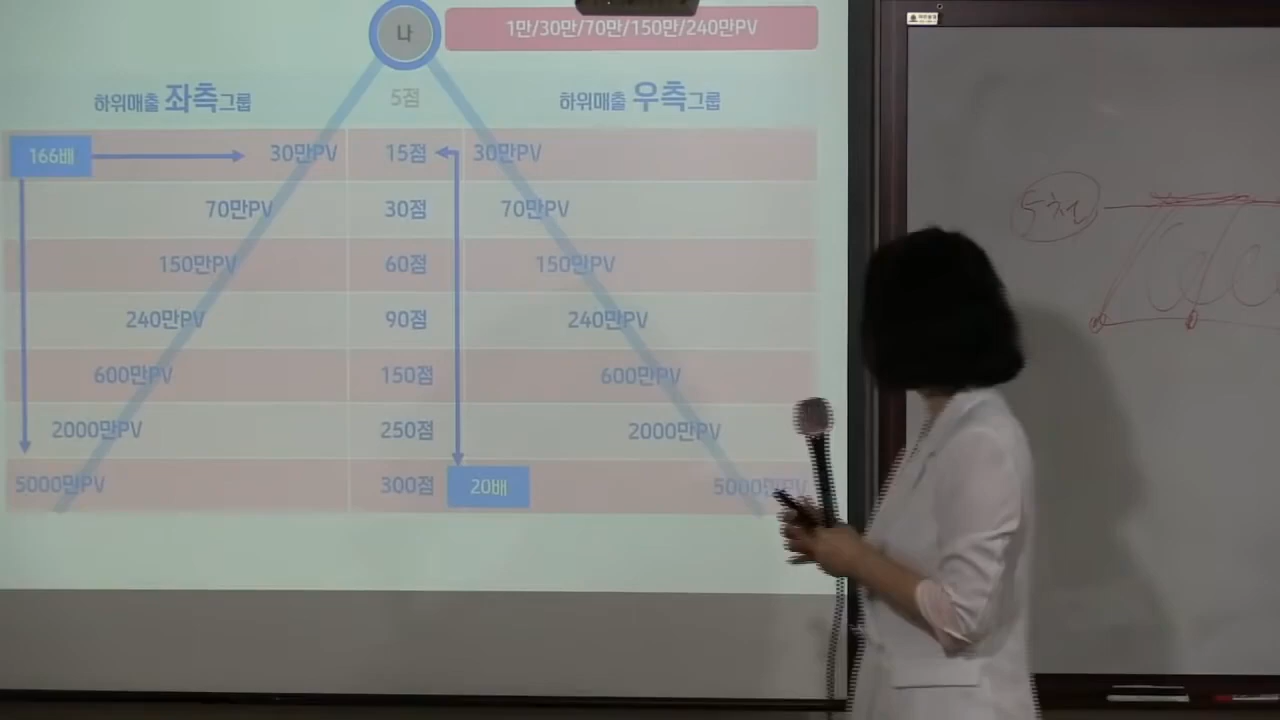 나
1만/30만/70만/150만/240만PV
하위매출 좌측그룹
5점
하위매출 우측그룹
166배 30만PV 15점 30만PV
70만PV 30점 70만PV
150만PV 60점 150만PV
240만PV 90점 240만PV
600만PV 150점 600만PV
2000만PV 250점 2000만PV
5000만PV 300점 20배 5000만PV
5천